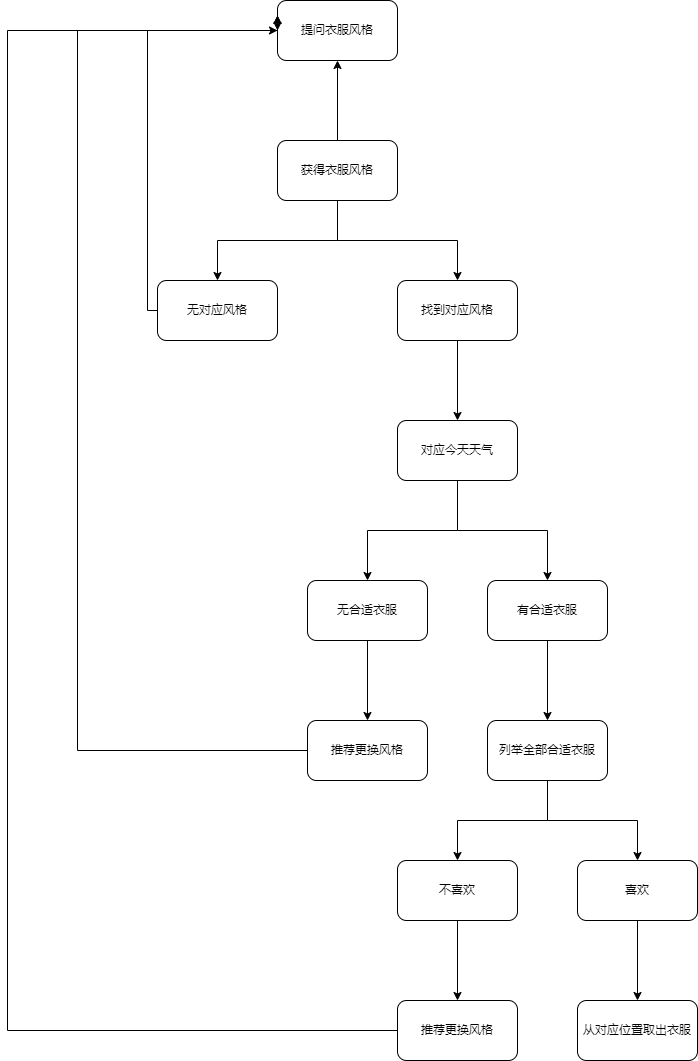 提问衣服风格
获得衣服风格
无对应风格
找到对应风格
对应今天天气
无合适衣服
有合适衣服
推荐更换风格
列举全部合适衣服
不喜欢
喜欢
推荐更换风格
从对应位置取出衣服